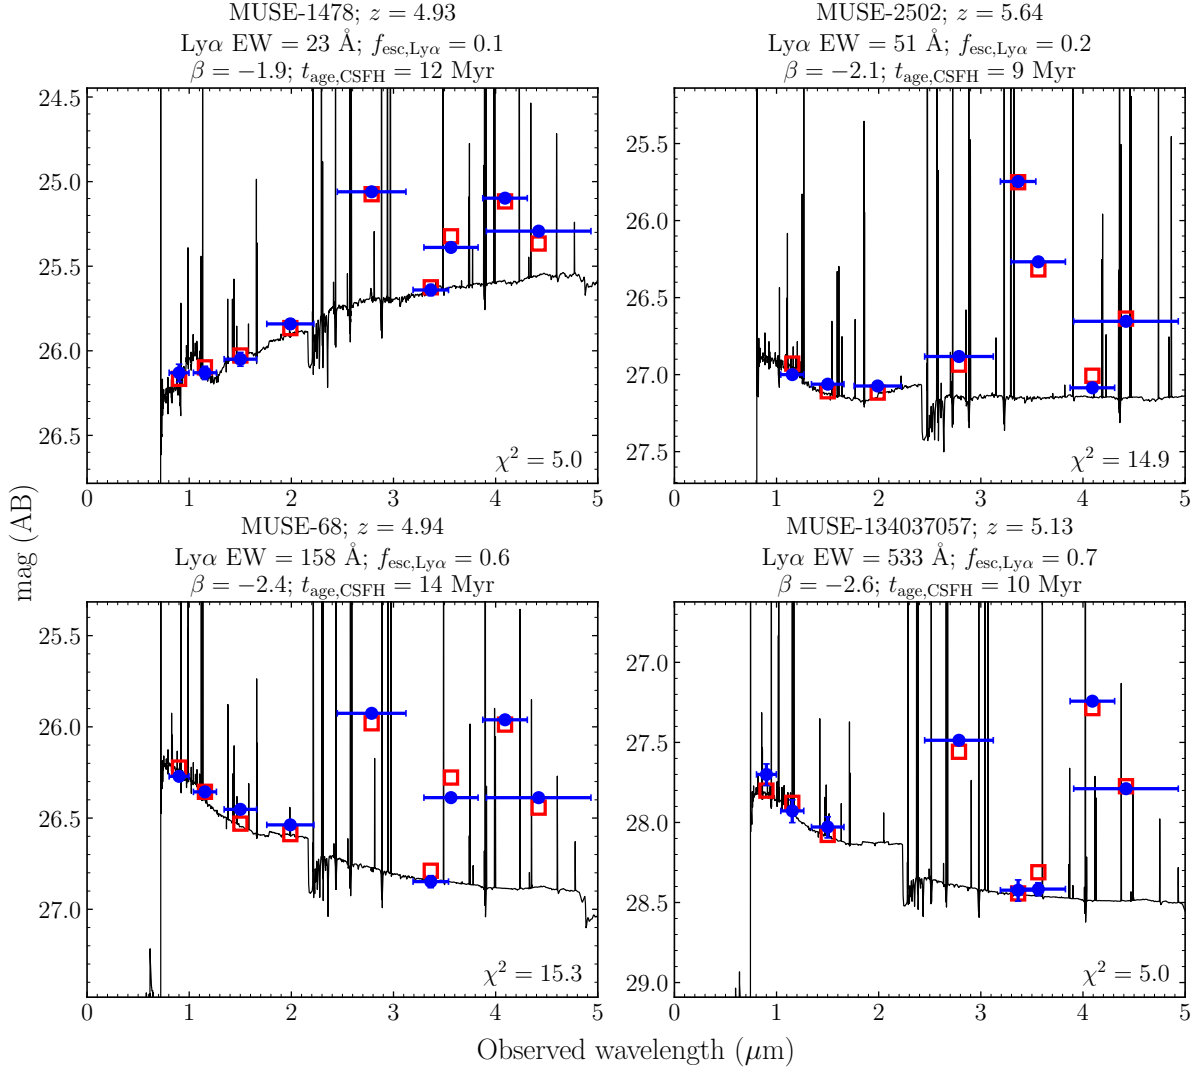 MUSE-1478; z = 4.93
Lyα EW = 23 Å; f_esc,Lyα = 0.1
β = −1.9; t_age,CSFH = 12 Myr
24.5
25.0
25.5
26.0
26.5
χ² = 5.0
0 1 2 3 4 5
MUSE-2502; z = 5.64
Lyα EW = 51 Å; f_esc,Lyα = 0.2
β = −2.1; t_age,CSFH = 9 Myr
25.5
26.0
26.5
27.0
27.5
χ² = 14.9
0 1 2 3 4 5
mag (AB)
MUSE-68; z = 4.94
Lyα EW = 158 Å; f_esc,Lyα = 0.6
β = −2.4; t_age,CSFH = 14 Myr
25.5
26.0
26.5
27.0
χ² = 15.3
0 1 2 3 4 5
MUSE-134037057; z = 5.13
Lyα EW = 533 Å; f_esc,Lyα = 0.7
β = −2.6; t_age,CSFH = 10 Myr
27.0
27.5
28.0
28.5
29.0
χ² = 5.0
0 1 2 3 4 5
Observed wavelength (μm)